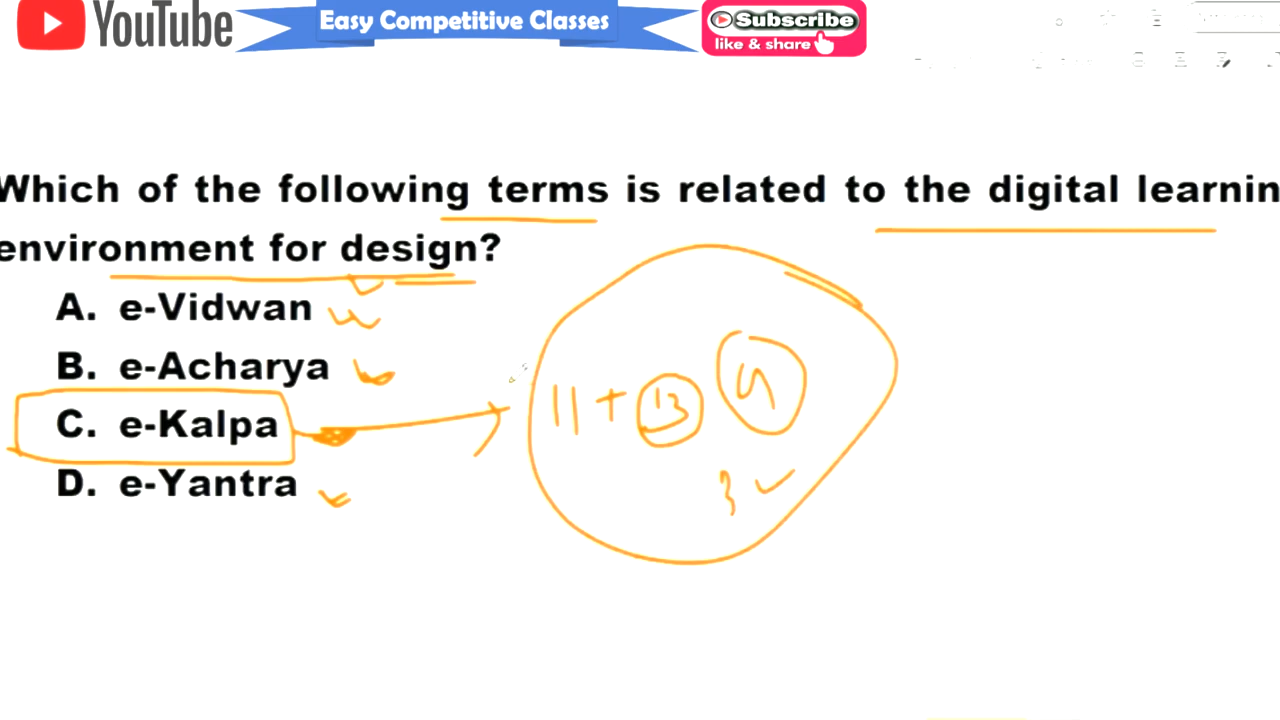 YouTube Easy Competitive Classes Subscribe
like & share
Which of the following terms is related to the digital learnin
environment for design?
A. e-Vidwan
B. e-Acharya
C. e-Kalpa
D. e-Yantra
11 + 13 9
3